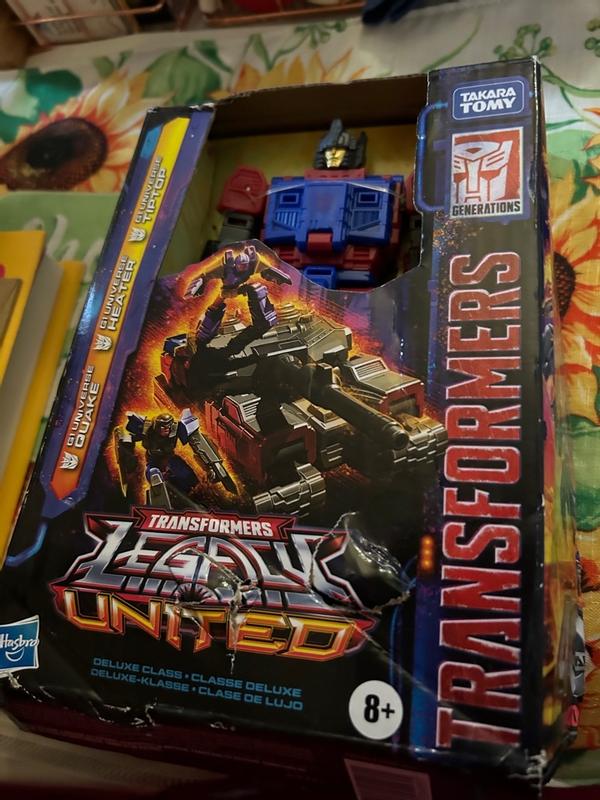 TAKARA
TOMY
GENERATIONS
TRANSFORMERS
G1 UNIVERSE
TIPTOP
G1 UNIVERSE
HEATER
G1 UNIVERSE
QUAKE
TRANSFORMERS
LEGACY
UNITED
Hasbro
DELUXE CLASS • CLASSE DELUXE
DELUXE-KLASSE • CLASE DE LUJO
8+